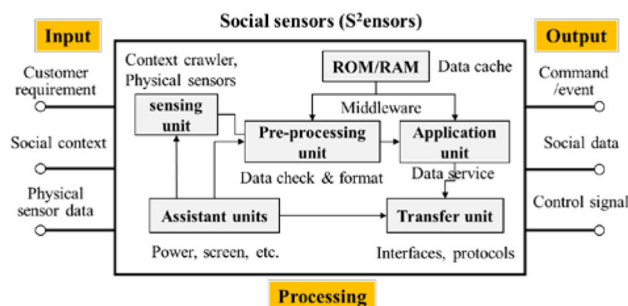 Social sensors (S²ensors)
Input
Output
Customer
requirement
Social context
Physical
sensor data
Context crawler,
Physical sensors
sensing
unit
ROM/RAM
Data cache
Middleware
Pre-processing
unit
Application
unit
Data check & format
Data service
Assistant units
Transfer unit
Power, screen, etc.
Interfaces, protocols
Command
/event
Social data
Control signal
Processing